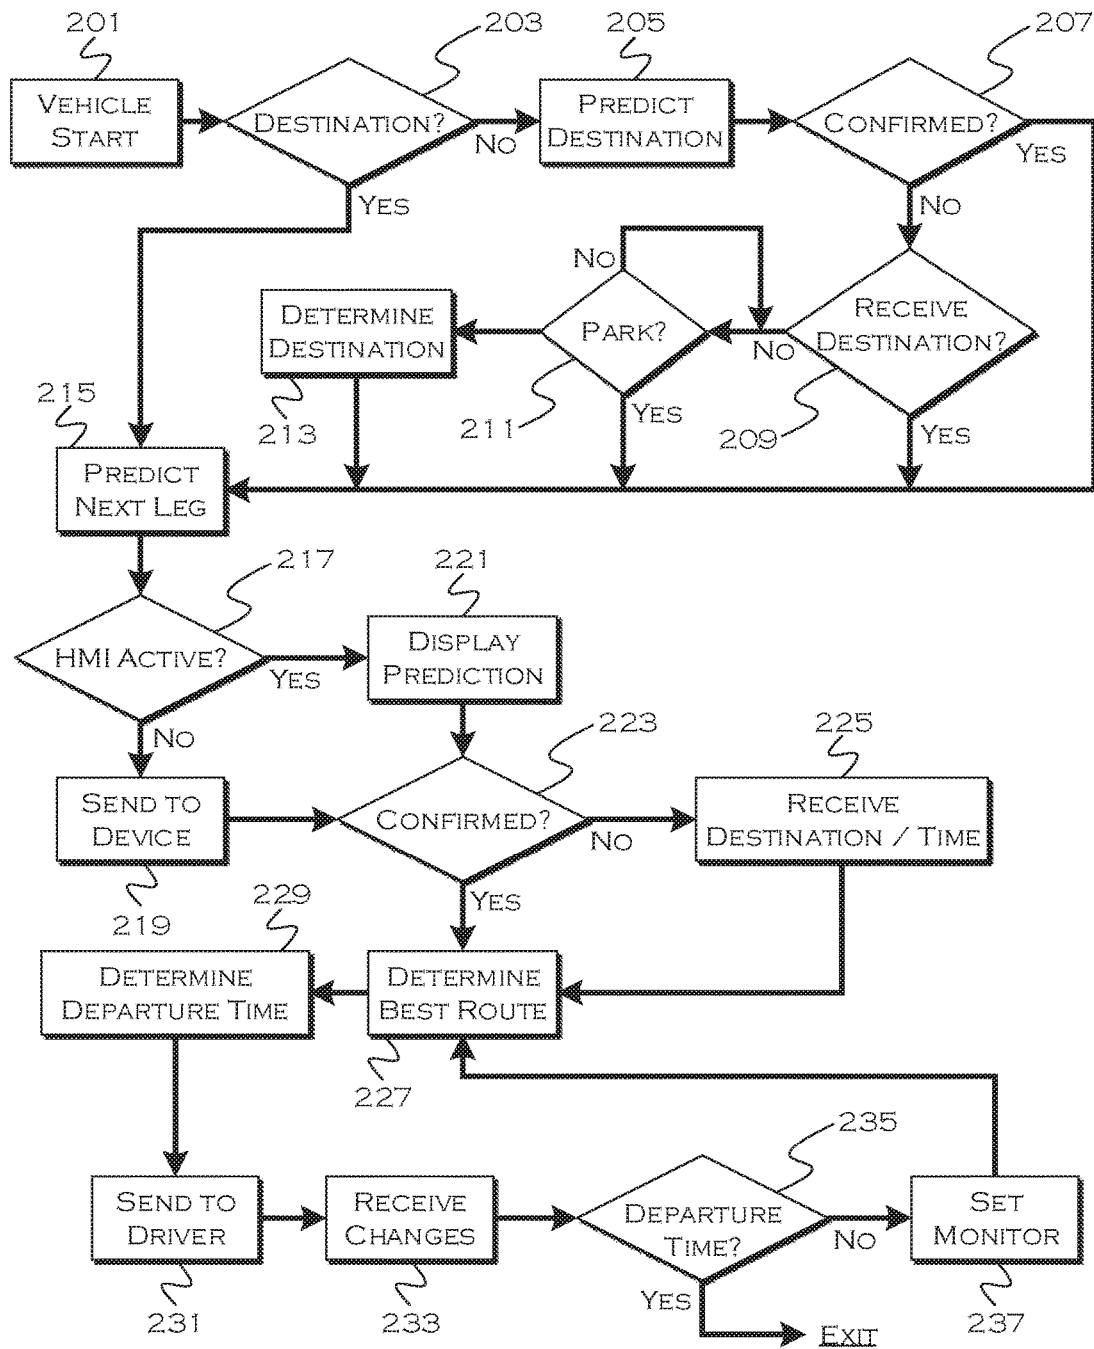 201
203
205
207
VEHICLE
START
DESTINATION?
NO
PREDICT
DESTINATION
CONFIRMED?
YES
YES
NO
NO
DETERMINE
DESTINATION
PARK?
NO
RECEIVE
DESTINATION?
215
213
211
YES
209
YES
PREDICT
NEXT LEG
217
221
HMI ACTIVE?
YES
DISPLAY
PREDICTION
NO
223
225
SEND TO
DEVICE
CONFIRMED?
NO
RECEIVE
DESTINATION / TIME
219
229
YES
DETERMINE
DEPARTURE TIME
DETERMINE
BEST ROUTE
227
235
SEND TO
DRIVER
RECEIVE
CHANGES
DEPARTURE
TIME?
NO
SET
MONITOR
231
233
YES
237
EXIT